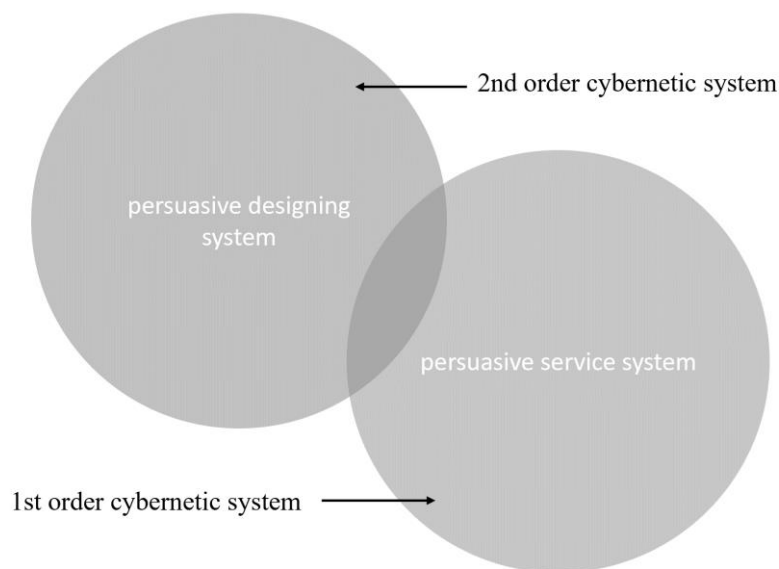 2nd order cybernetic system
persuasive designing
system
persuasive service system
1st order cybernetic system